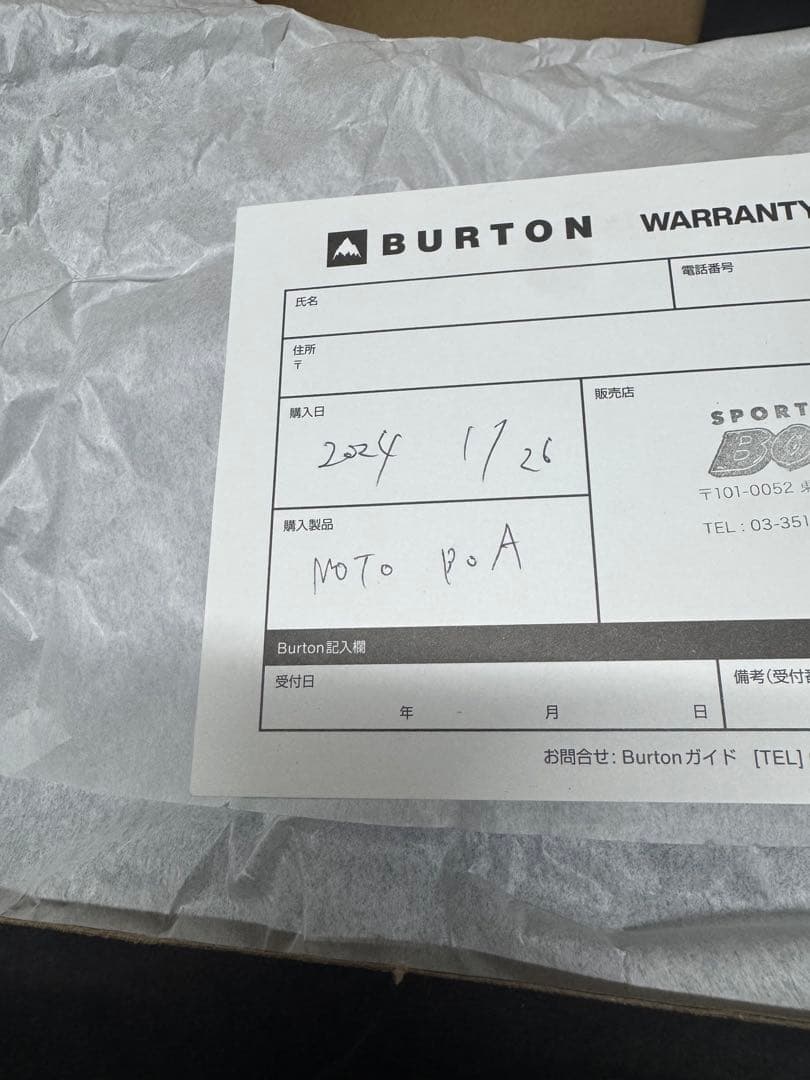 BURTON WARRANTY
氏名
電話番号
住所
〒
購入日
販売店
2024 1/26
SPORT
〒101-0052
TEL : 03-351
購入製品
MOTO BOA
Burton記入欄
受付日
年 月 日
備考(受付
お問合せ: Burtonガイド [TEL]